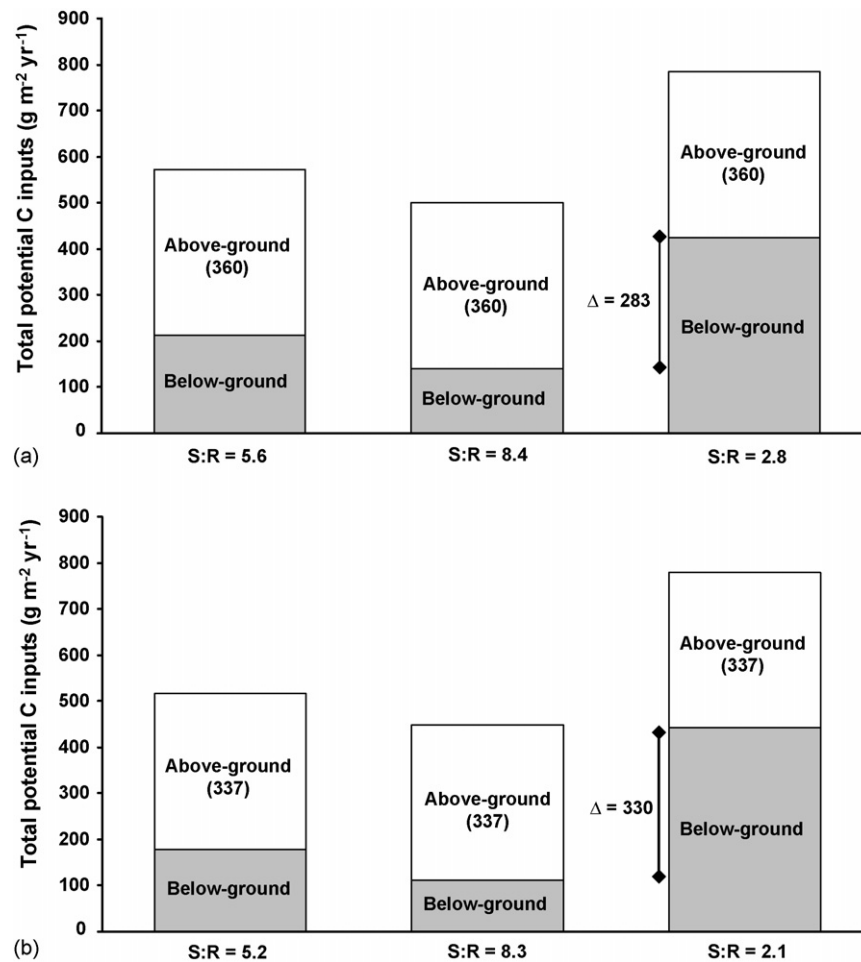 Total potential C inputs (g m⁻² yr⁻¹)
900
800
700
600
500
400
300
200
100
0
Above-ground
(360)
Below-ground
Above-ground
(360)
Below-ground
Above-ground
(360)
Δ = 283
Below-ground
(a)
S:R = 5.6
S:R = 8.4
S:R = 2.8
Total potential C inputs (g m⁻² yr⁻¹)
900
800
700
600
500
400
300
200
100
0
Above-ground
(337)
Below-ground
Above-ground
(337)
Below-ground
Above-ground
(337)
Δ = 330
Below-ground
(b)
S:R = 5.2
S:R = 8.3
S:R = 2.1